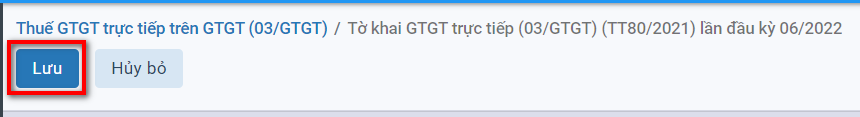 Thuế GTGT trực tiếp trên GTGT (03/GTGT) / Tờ khai GTGT trực tiếp (03/GTGT) (TT80/2021) lần đầu kỳ 06/2022
Lưu Hủy bỏ